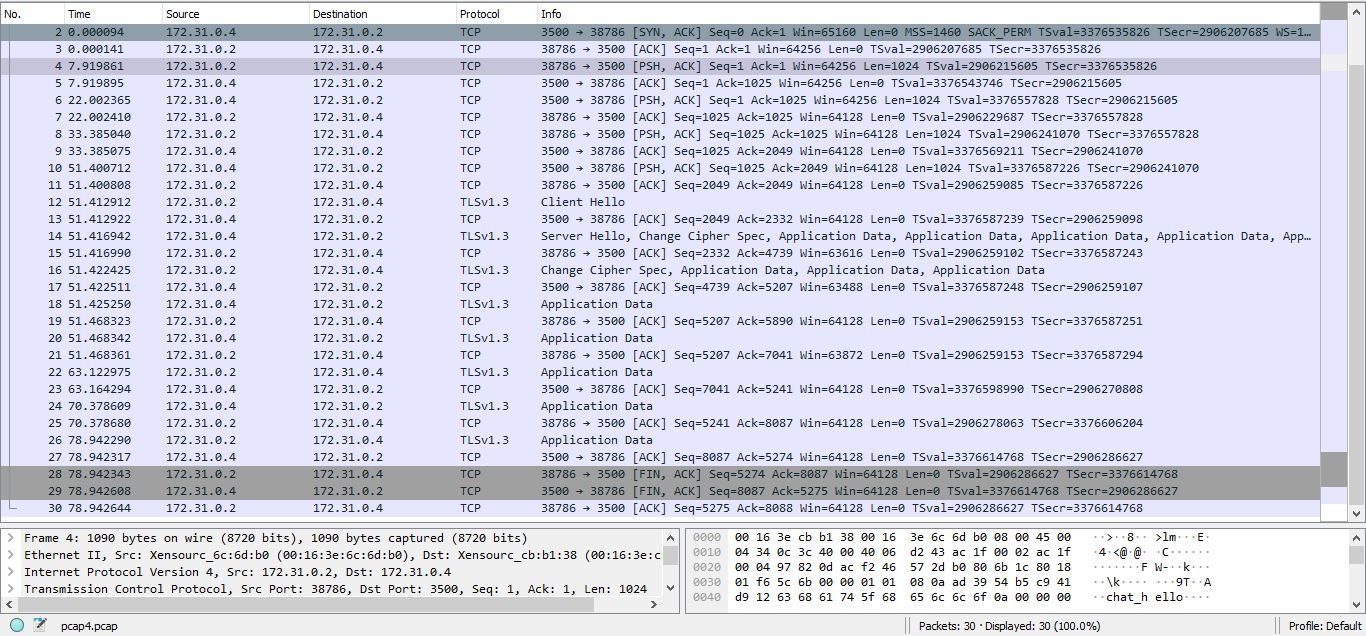 No. Time Source Destination Protocol Info
2 0.000094 172.31.0.4 172.31.0.2 TCP 3500 → 38786 [SYN, ACK] Seq=0 Ack=1 Win=65160 Len=0 MSS=1460 SACK_PERM TSval=3376535826 TSecr=2906207685 WS=1…
3 0.000141 172.31.0.2 172.31.0.4 TCP 38786 → 3500 [ACK] Seq=1 Ack=1 Win=64256 Len=0 TSval=2906207685 TSecr=3376535826
4 7.919861 172.31.0.2 172.31.0.4 TCP 38786 → 3500 [PSH, ACK] Seq=1 Ack=1 Win=64256 Len=1024 TSval=2906215605 TSecr=3376535826
5 7.919895 172.31.0.4 172.31.0.2 TCP 3500 → 38786 [ACK] Seq=1 Ack=1025 Win=64256 Len=0 TSval=3376543746 TSecr=2906215605
6 22.002365 172.31.0.4 172.31.0.2 TCP 3500 → 38786 [PSH, ACK] Seq=1 Ack=1025 Win=64256 Len=1024 TSval=3376557828 TSecr=2906215605
7 22.002410 172.31.0.2 172.31.0.4 TCP 38786 → 3500 [ACK] Seq=1025 Ack=1025 Win=64128 Len=0 TSval=2906229687 TSecr=3376557828
8 33.385040 172.31.0.2 172.31.0.4 TCP 38786 → 3500 [PSH, ACK] Seq=1025 Ack=1025 Win=64128 Len=1024 TSval=2906241070 TSecr=3376557828
9 33.385075 172.31.0.4 172.31.0.2 TCP 3500 → 38786 [ACK] Seq=1025 Ack=2049 Win=64128 Len=0 TSval=3376569211 TSecr=2906241070
10 51.400712 172.31.0.4 172.31.0.2 TCP 3500 → 38786 [PSH, ACK] Seq=1025 Ack=2049 Win=64128 Len=1024 TSval=3376587226 TSecr=2906241070
11 51.400808 172.31.0.2 172.31.0.4 TCP 38786 → 3500 [ACK] Seq=2049 Ack=2049 Win=64128 Len=0 TSval=2906259085 TSecr=3376587226
12 51.412912 172.31.0.2 172.31.0.4 TLSv1.3 Client Hello
13 51.412922 172.31.0.4 172.31.0.2 TCP 3500 → 38786 [ACK] Seq=2049 Ack=2332 Win=64128 Len=0 TSval=3376587239 TSecr=2906259098
14 51.416942 172.31.0.4 172.31.0.2 TLSv1.3 Server Hello, Change Cipher Spec, Application Data, Application Data, Application Data, Application Data, App…
15 51.416990 172.31.0.2 172.31.0.4 TCP 38786 → 3500 [ACK] Seq=2332 Ack=4739 Win=63616 Len=0 TSval=2906259102 TSecr=3376587243
16 51.422425 172.31.0.2 172.31.0.4 TLSv1.3 Change Cipher Spec, Application Data, Application Data, Application Data
17 51.422511 172.31.0.4 172.31.0.2 TCP 3500 → 38786 [ACK] Seq=4739 Ack=5207 Win=63488 Len=0 TSval=3376587248 TSecr=2906259107
18 51.425250 172.31.0.4 172.31.0.2 TLSv1.3 Application Data
19 51.468323 172.31.0.2 172.31.0.4 TCP 38786 → 3500 [ACK] Seq=5207 Ack=5890 Win=64128 Len=0 TSval=2906259153 TSecr=3376587251
20 51.468342 172.31.0.4 172.31.0.2 TLSv1.3 Application Data
21 51.468361 172.31.0.2 172.31.0.4 TCP 38786 → 3500 [ACK] Seq=5207 Ack=7041 Win=63872 Len=0 TSval=2906259153 TSecr=3376587294
22 63.122975 172.31.0.2 172.31.0.4 TLSv1.3 Application Data
23 63.164294 172.31.0.4 172.31.0.2 TCP 3500 → 38786 [ACK] Seq=7041 Ack=5241 Win=64128 Len=0 TSval=3376598990 TSecr=2906270808
24 70.378609 172.31.0.4 172.31.0.2 TLSv1.3 Application Data
25 70.378680 172.31.0.2 172.31.0.4 TCP 38786 → 3500 [ACK] Seq=5241 Ack=8087 Win=64128 Len=0 TSval=2906278063 TSecr=3376606204
26 78.942290 172.31.0.2 172.31.0.4 TLSv1.3 Application Data
27 78.942317 172.31.0.4 172.31.0.2 TCP 3500 → 38786 [ACK] Seq=8087 Ack=5274 Win=64128 Len=0 TSval=3376614768 TSecr=2906286627
28 78.942343 172.31.0.2 172.31.0.4 TCP 38786 → 3500 [FIN, ACK] Seq=5274 Ack=8087 Win=64128 Len=0 TSval=2906286627 TSecr=3376614768
29 78.942608 172.31.0.4 172.31.0.2 TCP 3500 → 38786 [FIN, ACK] Seq=8087 Ack=5275 Win=64128 Len=0 TSval=3376614768 TSecr=2906286627
30 78.942644 172.31.0.2 172.31.0.4 TCP 38786 → 3500 [ACK] Seq=5275 Ack=8088 Win=64128 Len=0 TSval=2906286627 TSecr=3376614768
Frame 4: 1090 bytes on wire (8720 bits), 1090 bytes captured (8720 bits)
Ethernet II, Src: Xensourc_6c:6d:b0 (00:16:3e:6c:6d:b0), Dst: Xensourc_cb:b1:38 (00:16:3e:c
Internet Protocol Version 4, Src: 172.31.0.2, Dst: 172.31.0.4
Transmission Control Protocol, Src Port: 38786, Dst Port: 3500, Seq: 1, Ack: 1, Len: 1024
0000 00 16 3e cb b1 38 00 16 3e 6c 6d b0 08 00 45 00 ··>··8·· >lm···E·
0010 04 34 0c 3c 40 00 40 06 d2 43 ac 1f 00 02 ac 1f ·4·<@·@· ·C······
0020 00 04 97 82 0d ac f2 46 57 2d b0 80 6b 1c 80 18 ·······F W-··k···
0030 01 f6 5c 6b 00 00 01 01 08 0a ad 39 54 b5 c9 41 ··\k···· ···9T··A
0040 d9 12 63 68 61 74 5f 68 65 6c 6c 6f 0a 00 00 00 ··chat_h ello····
pcap4.pcap Packets: 30 · Displayed: 30 (100.0%) Profile: Default